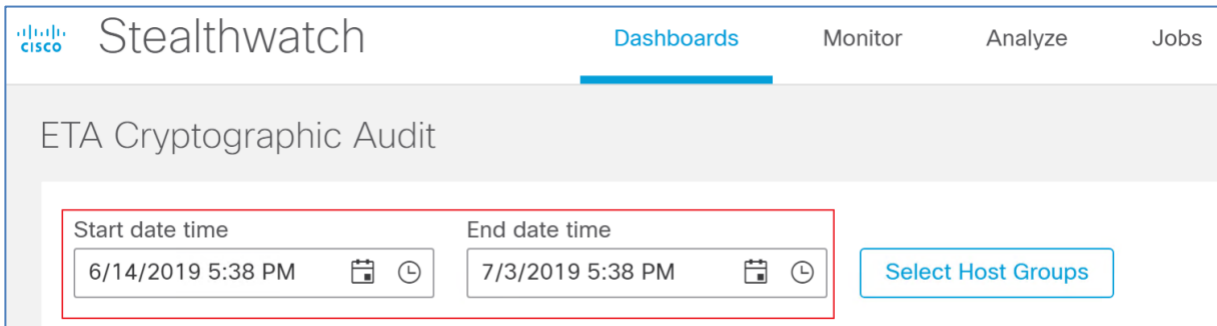 cisco Stealthwatch Dashboards Monitor Analyze Jobs
ETA Cryptographic Audit
Start date time End date time
6/14/2019 5:38 PM 7/3/2019 5:38 PM Select Host Groups